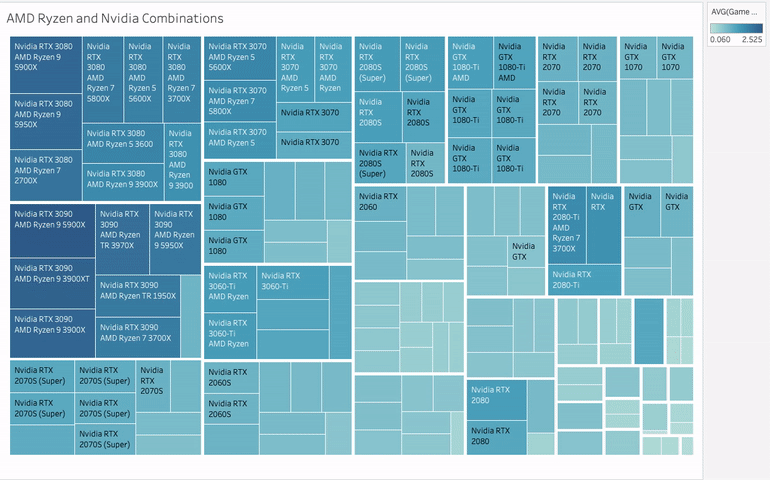 AMD Ryzen and Nvidia Combinations
AVG(Game ...
0.060 2.525
Nvidia RTX 3080
AMD Ryzen 9
5900X
Nvidia RTX 3080
AMD Ryzen 9
5950X
Nvidia RTX 3080
AMD Ryzen 7
2700X
Nvidia
RTX
3080
AMD
Ryzen 7
5800X
Nvidia
RTX
3080
AMD
Ryzen 5
5600X
Nvidia
RTX
3080
AMD
Ryzen 7
3700X
Nvidia RTX 3080
AMD Ryzen 5 3600
Nvidia RTX 3080
AMD Ryzen 9 3900X
Nvidia
RTX
3080
AMD
Ryzen
9 3900
Nvidia RTX 3090
AMD Ryzen 9 5900X
Nvidia RTX 3090
AMD Ryzen 9 3900XT
Nvidia RTX 3090
AMD Ryzen 9 3900X
Nvidia RTX
3090
AMD Ryzen
TR 3970X
Nvidia RTX
3090
AMD Ryzen
9 5950X
Nvidia RTX 3090
AMD Ryzen TR 1950X
Nvidia RTX 3090
AMD Ryzen 7 3700X
Nvidia RTX
2070S (Super)
Nvidia RTX
2070S (Super)
Nvidia RTX
2070S (Super)
Nvidia RTX
2070S (Super)
Nvidia RTX
2070S (Super)
Nvidia
RTX
2070S
Nvidia RTX 3070
AMD Ryzen 5
5600X
Nvidia RTX 3070
AMD Ryzen 7
5800X
Nvidia RTX 3070
AMD Ryzen 5
Nvidia
RTX
3070
AMD
Ryzen 5
Nvidia
RTX
3070
AMD
Ryzen
Nvidia RTX 3070
Nvidia RTX 3070
Nvidia GTX
1080
Nvidia GTX
1080
Nvidia GTX
1080
Nvidia RTX
3060-Ti
AMD Ryzen
Nvidia RTX
3060-Ti
AMD Ryzen
Nvidia RTX
3060-Ti
Nvidia RTX
2060S
Nvidia RTX
2060S
Nvidia RTX
2080S
(Super)
Nvidia RTX
2080S
(Super)
Nvidia
RTX
2080S
Nvidia
RTX
2080S
Nvidia RTX
2080S
(Super)
Nvidia
RTX
2080S
Nvidia GTX
1080-Ti
AMD
Nvidia
GTX
1080-Ti
AMD
Nvidia
GTX
1080-Ti
Nvidia
GTX
1080-Ti
Nvidia
GTX
1080-Ti
Nvidia
GTX
1080-Ti
Nvidia
RTX
2070
Nvidia
RTX
2070
Nvidia
RTX
2070
Nvidia
RTX
2070
Nvidia
GTX
1070
Nvidia
GTX
1070
Nvidia RTX
2060
Nvidia
GTX
Nvidia
RTX
2080-Ti
AMD
Ryzen 7
3700X
Nvidia
RTX
Nvidia RTX
2080-Ti
Nvidia
GTX
Nvidia
GTX
Nvidia RTX
2080
Nvidia RTX
2080